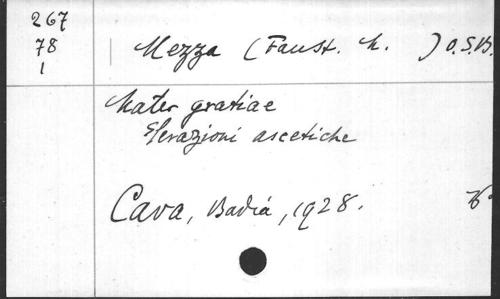 267
78
1
Mezza (Faust. M. ) O.S.B.
Mater gratiae
Elevazioni ascetiche
Cava, Badia, 1928.